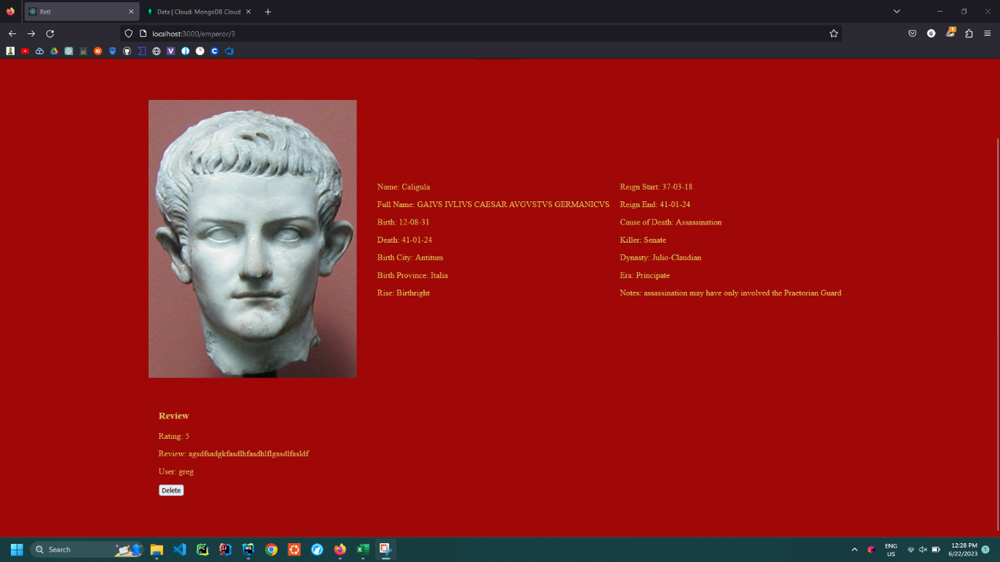 Retl
Data | Cloud: MongoDB Cloud
localhost:3000/emperor/3
Name: Caligula
Full Name: GAIVS IVLIVS CAESAR AVGVSTVS GERMANICVS
Birth: 12-08-31
Death: 41-01-24
Birth City: Antitum
Birth Province: Italia
Rise: Birthright
Reign Start: 37-03-18
Reign End: 41-01-24
Cause of Death: Assassination
Killer: Senate
Dynasty: Julio-Claudian
Era: Principate
Notes: assassination may have only involved the Praetorian Guard
Review
Rating: 5
Review: agsdfsadgkfasdlhfasdhlflgasdlfasldf
User: greg
Delete
Search
ENG
US
12:28 PM
6/22/2023
1